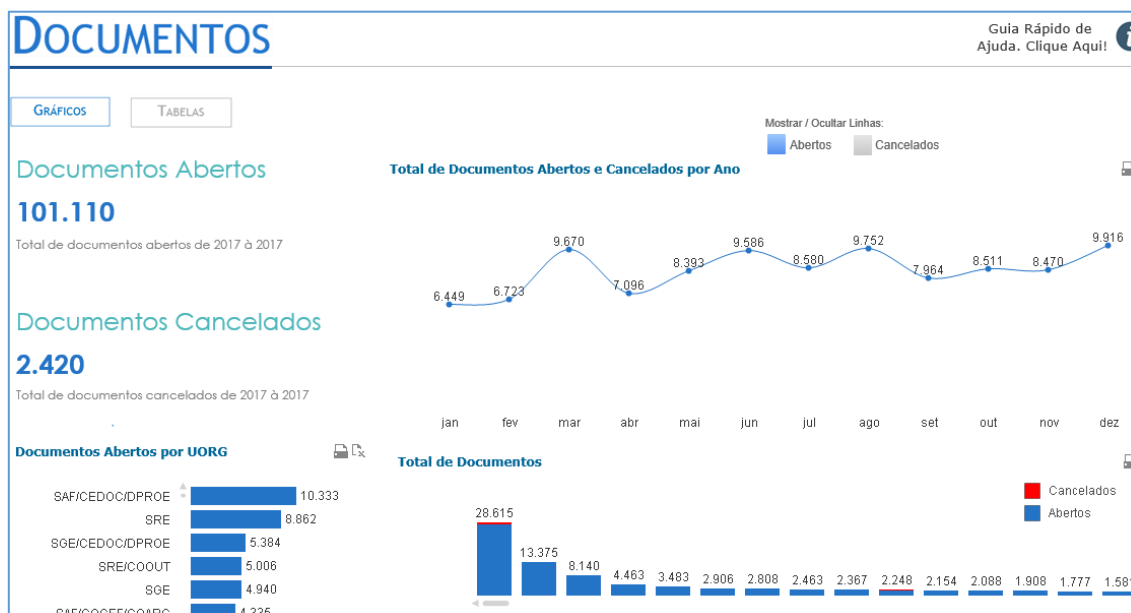 DOCUMENTOS
Guia Rápido de
Ajuda. Clique Aqui!
GRÁFICOS
TABELAS
Mostrar / Ocultar Linhas:
Abertos
Cancelados
Documentos Abertos
101.110
Total de documentos abertos de 2017 à 2017
Documentos Cancelados
2.420
Total de documentos cancelados de 2017 à 2017
Total de Documentos Abertos e Cancelados por Ano
6.449
6.723
9.670
7.096
8.393
9.586
8.580
9.752
7.964
8.511
8.470
9.916
jan
fev
mar
abr
mai
jun
jul
ago
set
out
nov
dez
Documentos Abertos por UORG
SAF/CEDOC/DPROE
10.333
SRE
8.862
SGE/CEDOC/DPROE
5.384
SRE/COOUT
5.006
SGE
4.940
Total de Documentos
Cancelados
Abertos
28.615
13.375
8.140
4.463
3.483
2.906
2.808
2.463
2.367
2.248
2.154
2.088
1.908
1.777